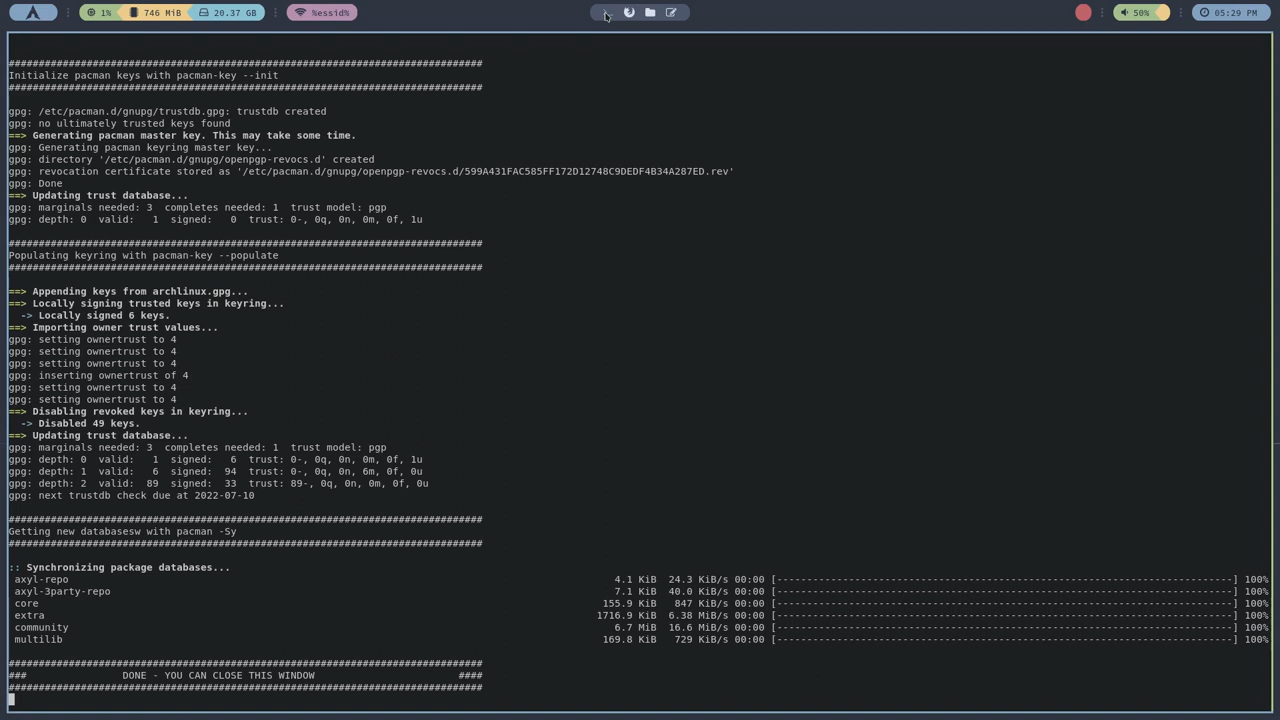 1% 746 MiB 20.37 GB %essid% 50% 05:29 PM
###############################################################################
Initialize pacman keys with pacman-key --init
###############################################################################
gpg: /etc/pacman.d/gnupg/trustdb.gpg: trustdb created
gpg: no ultimately trusted keys found
==> Generating pacman master key. This may take some time.
gpg: Generating pacman keyring master key...
gpg: directory '/etc/pacman.d/gnupg/openpgp-revocs.d' created
gpg: revocation certificate stored as '/etc/pacman.d/gnupg/openpgp-revocs.d/599A431FAC585FF172D12748C9DEDF4B34A287ED.rev'
gpg: Done
==> Updating trust database...
gpg: marginals needed: 3  completes needed: 1  trust model: pgp
gpg: depth: 0  valid:   1  signed:   0  trust: 0-, 0q, 0n, 0m, 0f, 1u
###############################################################################
Populating keyring with pacman-key --populate
###############################################################################
==> Appending keys from archlinux.gpg...
==> Locally signing trusted keys in keyring...
  -> Locally signed 6 keys.
==> Importing owner trust values...
gpg: setting ownertrust to 4
gpg: setting ownertrust to 4
gpg: setting ownertrust to 4
gpg: inserting ownertrust of 4
gpg: setting ownertrust to 4
gpg: setting ownertrust to 4
==> Disabling revoked keys in keyring...
  -> Disabled 49 keys.
==> Updating trust database...
gpg: marginals needed: 3  completes needed: 1  trust model: pgp
gpg: depth: 0  valid:   1  signed:   6  trust: 0-, 0q, 0n, 0m, 0f, 1u
gpg: depth: 1  valid:   6  signed:  94  trust: 0-, 0q, 0n, 6m, 0f, 0u
gpg: depth: 2  valid:  89  signed:  33  trust: 89-, 0q, 0n, 0m, 0f, 0u
gpg: next trustdb check due at 2022-07-10
###############################################################################
Getting new databasesw with pacman -Sy
###############################################################################
:: Synchronizing package databases...
 axyl-repo 4.1 KiB  24.3 KiB/s 00:00 [----------------------------------------------------------------------------] 100%
 axyl-3party-repo 7.1 KiB  40.0 KiB/s 00:00 [----------------------------------------------------------------------------] 100%
 core 155.9 KiB   847 KiB/s 00:00 [----------------------------------------------------------------------------] 100%
 extra 1716.9 KiB  6.38 MiB/s 00:00 [----------------------------------------------------------------------------] 100%
 community 6.7 MiB  16.6 MiB/s 00:00 [----------------------------------------------------------------------------] 100%
 multilib 169.8 KiB   729 KiB/s 00:00 [----------------------------------------------------------------------------] 100%
###############################################################################
###                DONE - YOU CAN CLOSE THIS WINDOW                        ####
###############################################################################